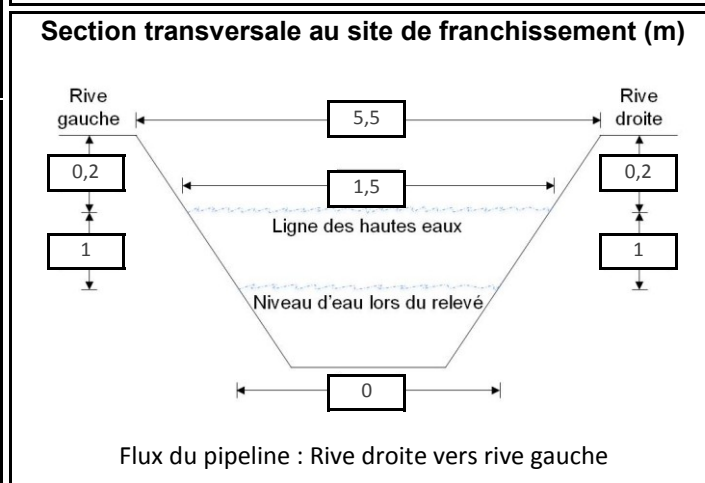 Section transversale au site de franchissement (m)
Rive gauche
5,5
Rive droite
0,2
1,5
0,2
Ligne des hautes eaux
1
1
Niveau d'eau lors du relevé
0
Flux du pipeline : Rive droite vers rive gauche